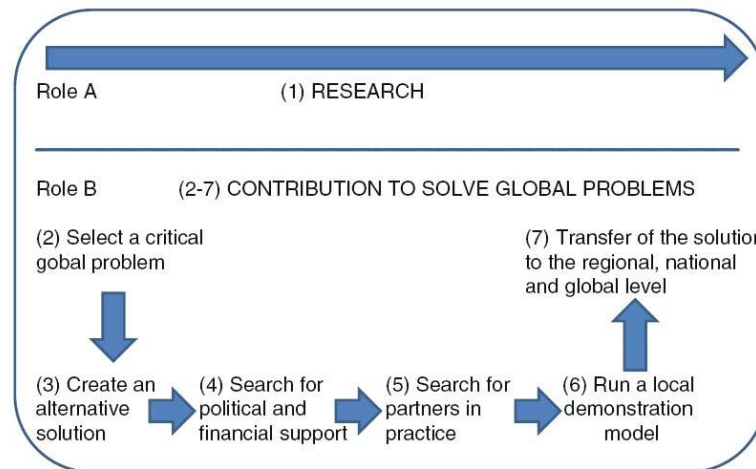 Role A (1) RESEARCH
Role B (2-7) CONTRIBUTION TO SOLVE GLOBAL PROBLEMS
(2) Select a critical
gobal problem
(7) Transfer of the solution
to the regional, national
and global level
(3) Create an
alternative
solution
(4) Search for
political and
financial support
(5) Search for
partners in
practice
(6) Run a local
demonstration
model